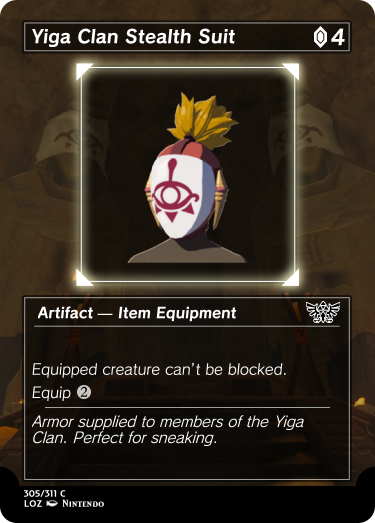 Yiga Clan Stealth Suit 4
Artifact — Item Equipment
Equipped creature can't be blocked.
Equip 2
Armor supplied to members of the Yiga
Clan. Perfect for sneaking.
305/311 C
LOZ Nintendo